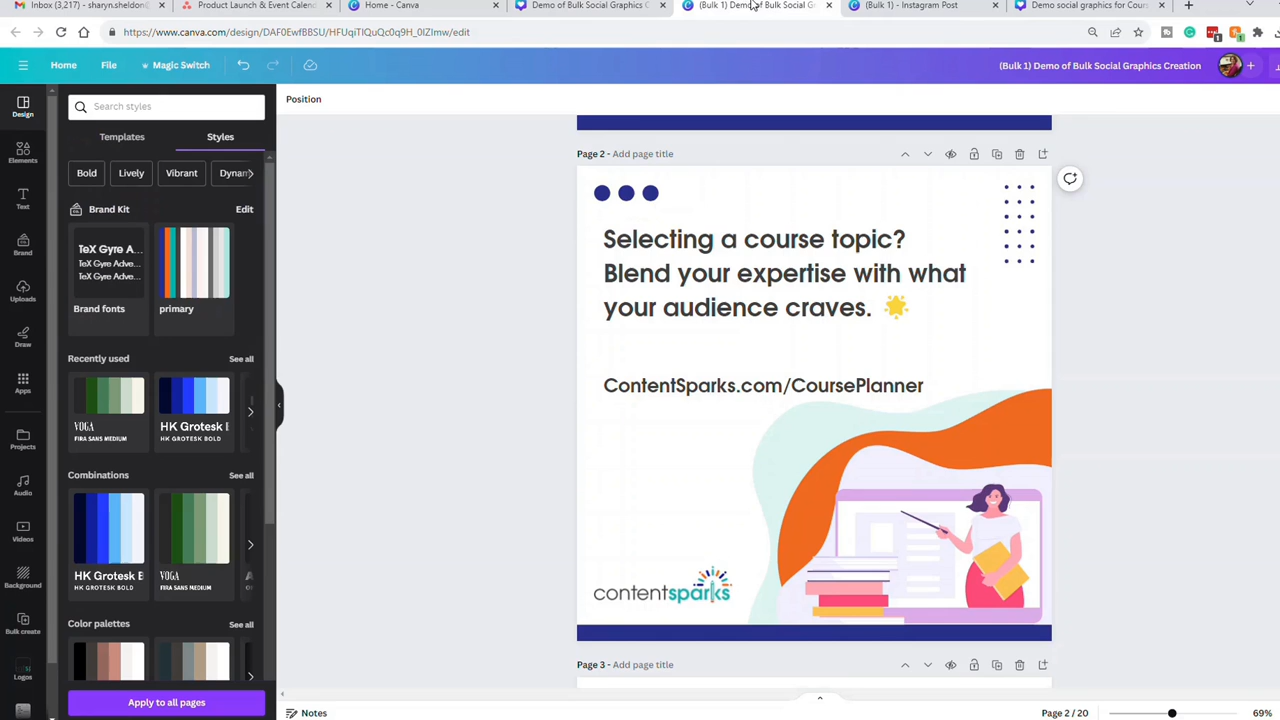 Inbox (3,217) - sharyn.sheldon@
Product Launch & Event Calend
Home - Canva
Demo of Bulk Social Graphics C
(Bulk 1) Demo of Bulk Social Gr
(Bulk 1) - Instagram Post
Demo social graphics for Cours
https://www.canva.com/design/DAF0EwfBBSU/HFUqiTlQuQc0q9H_0IZlmw/edit
Home
File
Magic Switch
(Bulk 1) Demo of Bulk Social Graphics Creation
Design
Elements
Text
Brand
Uploads
Draw
Apps
Projects
Audio
Videos
Background
Bulk create
Logos
Search styles
Templates
Styles
Bold
Lively
Vibrant
Dynam
Brand Kit
Edit
TeX Gyre A...
TeX Gyre Adve...
TeX Gyre Adve...
Brand fonts
primary
Recently used
See all
VOGA
FIRA SANS MEDIUM
HK Grotesk B
HK GROTESK BOLD
Combinations
See all
HK Grotesk B
HK GROTESK BOLD
VOGA
FIRA SANS MEDIUM
Color palettes
See all
Apply to all pages
Position
Page 2 - Add page title
Selecting a course topic?
Blend your expertise with what
your audience craves.
ContentSparks.com/CoursePlanner
contentsparks
Page 3 - Add page title
Notes
Page 2 / 20
69%